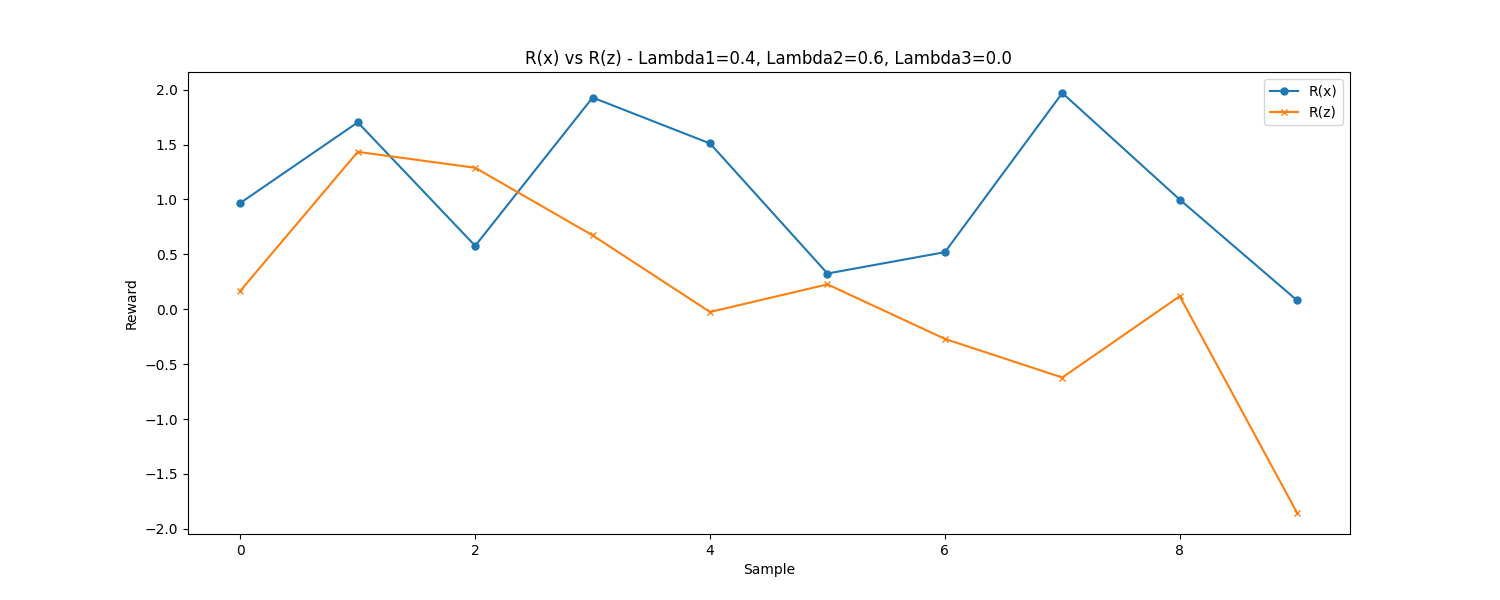 R(x) vs R(z) - Lambda1=0.4, Lambda2=0.6, Lambda3=0.0
R(x)
R(z)
2.0
1.5
1.0
0.5
0.0
−0.5
−1.0
−1.5
−2.0
Reward
0 2 4 6 8
Sample